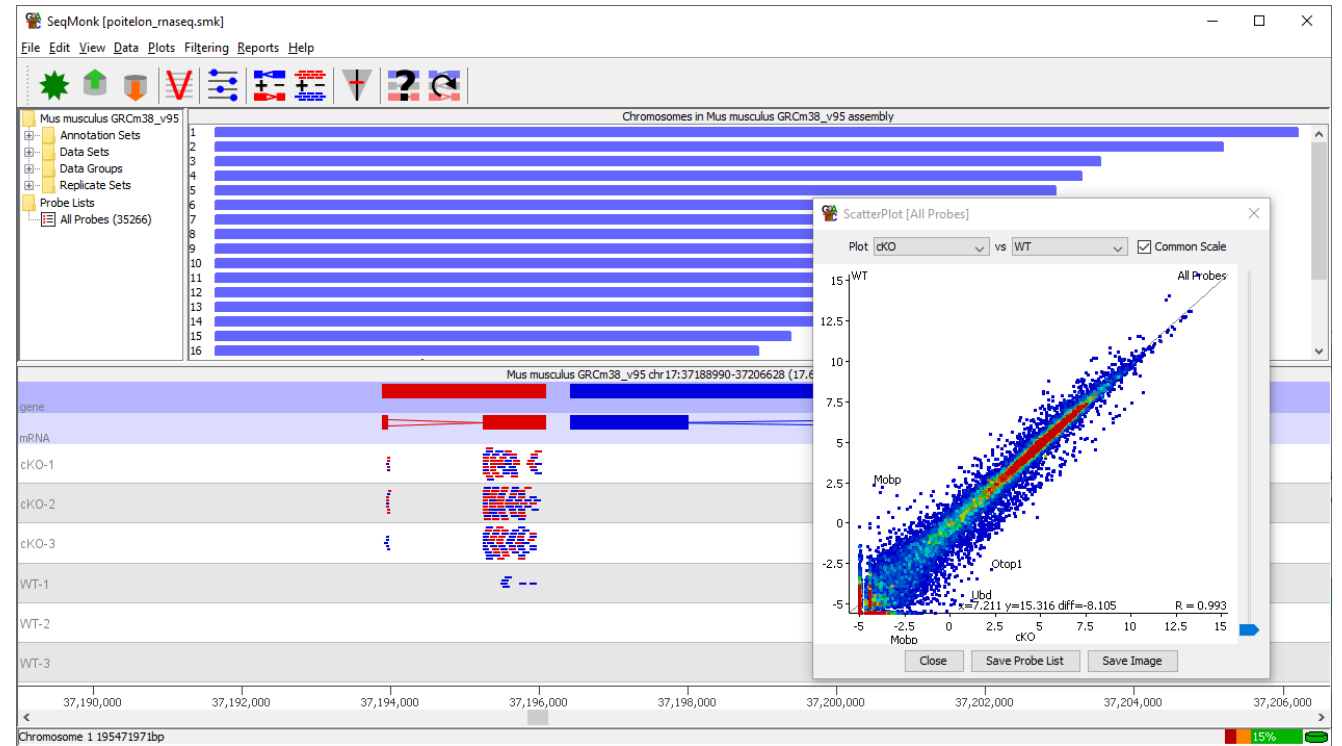 SeqMonk [poitelon_rnaseq.smk]
File Edit View Data Plots Filtering Reports Help
Mus musculus GRCm38_v95
Annotation Sets
Data Sets
Data Groups
Replicate Sets
Probe Lists
All Probes (35266)
Chromosomes in Mus musculus GRCm38_v95 assembly
1
2
3
4
5
6
7
8
9
10
11
12
13
14
15
16
ScatterPlot [All Probes]
Plot cKO vs WT Common Scale
WT All Probes
15
12.5
10
7.5
5
2.5
0
-2.5
-5
Mobp
Otop1
Ubd
x=7.211 y=15.316 diff=-8.105 R = 0.993
-5 -2.5 0 2.5 5 7.5 10 12.5 15
Mobp cKO
Close Save Probe List Save Image
Mus musculus GRCm38_v95 chr17:37188990-37206628 (17.6
gene
mRNA
cKO-1
cKO-2
cKO-3
WT-1
WT-2
WT-3
37,190,000 37,192,000 37,194,000 37,196,000 37,198,000 37,200,000 37,202,000 37,204,000 37,206,000
Chromosome 1 195471971bp 15%